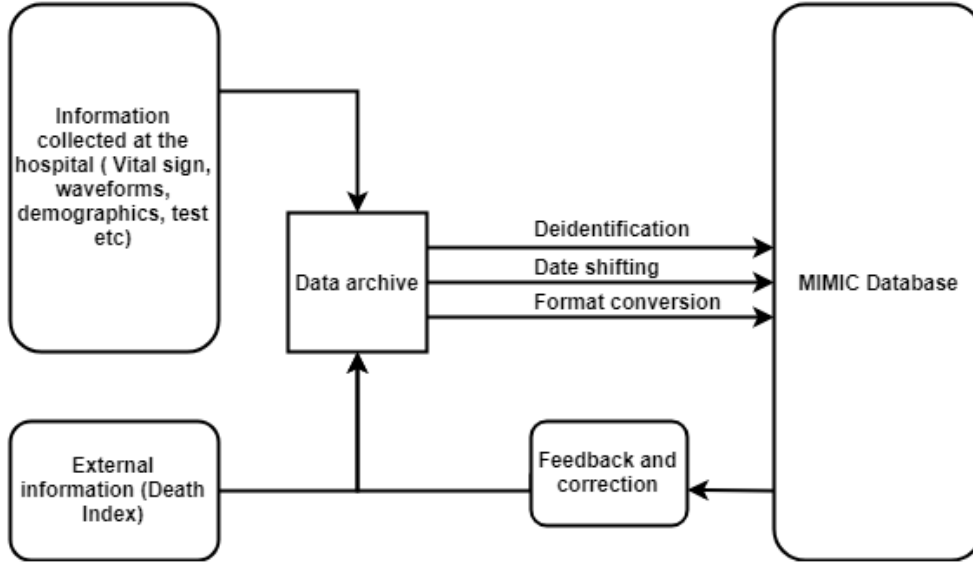 Information
collected at the
hospital ( Vital sign,
waveforms,
demographics, test
etc)
Data archive
Deidentification
Date shifting
Format conversion
MIMIC Database
External
information (Death
Index)
Feedback and
correction